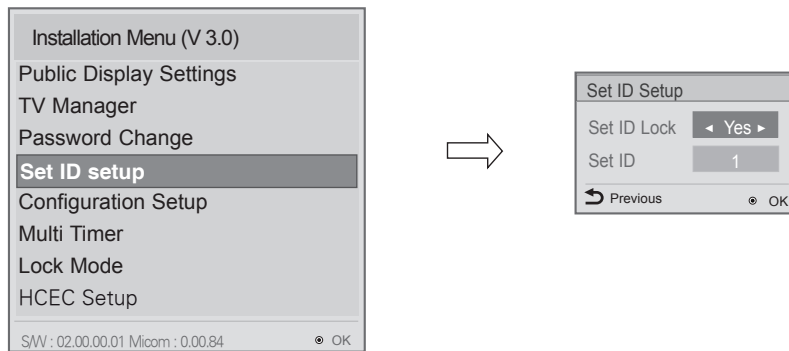 Installation Menu (V 3.0)
Public Display Settings
TV Manager
Password Change
Set ID setup
Configuration Setup
Multi Timer
Lock Mode
HCEC Setup
S/W : 02.00.00.01 Micom : 0.00.84 ◉ OK
Set ID Setup
Set ID Lock ◄ Yes ►
Set ID 1
Previous ◉ OK